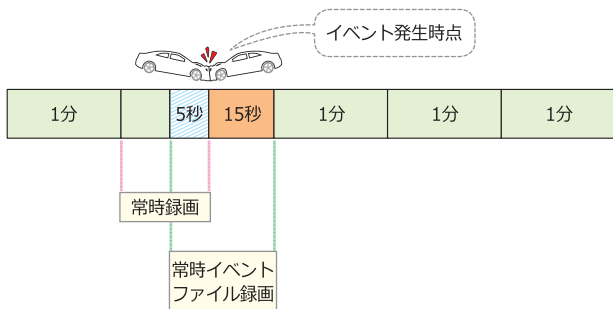 イベント発生時点
1分
5秒
15秒
1分
1分
1分
常時録画
常時イベント
ファイル録画